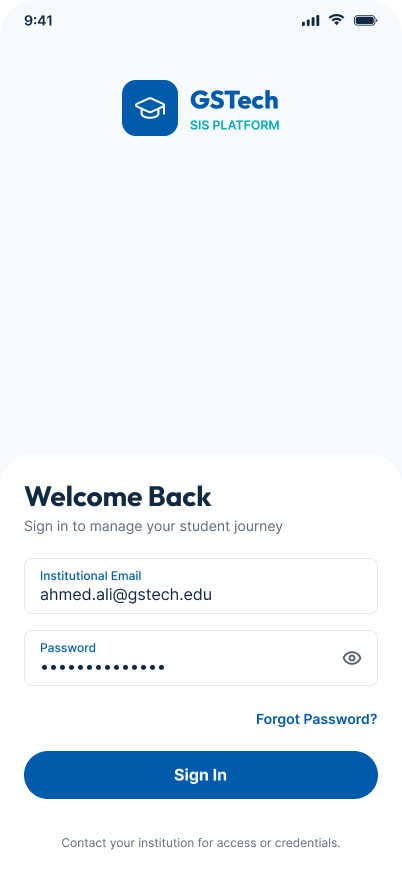 9:41
GSTech
SIS PLATFORM
Welcome Back
Sign in to manage your student journey
Institutional Email
ahmed.ali@gstech.edu
Password
••••••••••••••
Forgot Password?
Sign In
Contact your institution for access or credentials.